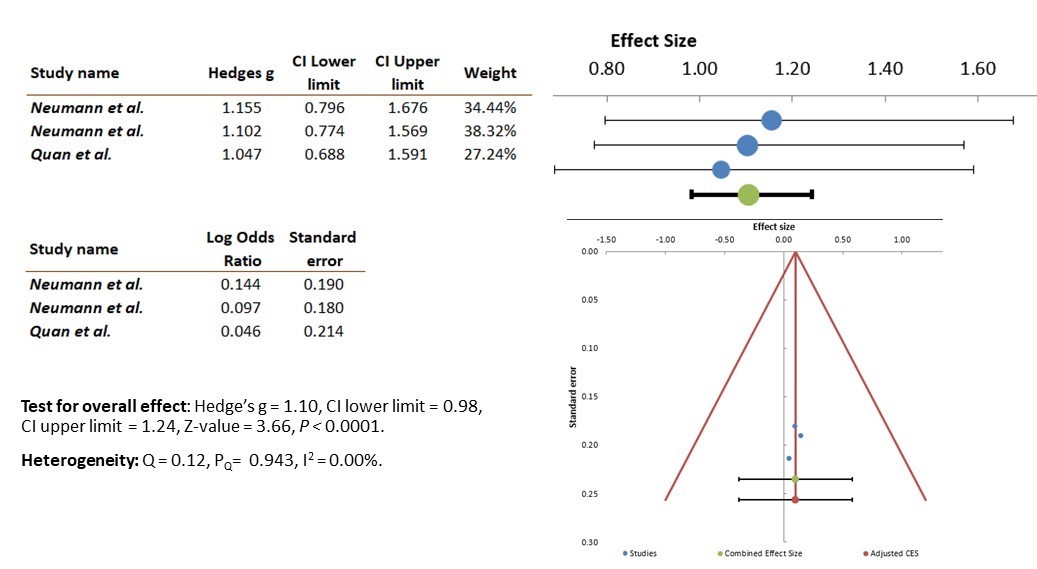 Study name Hedges g CI Lower limit CI Upper limit Weight
Neumann et al. 1.155 0.796 1.676 34.44%
Neumann et al. 1.102 0.774 1.569 38.32%
Quan et al. 1.047 0.688 1.591 27.24%
Effect Size
0.80 1.00 1.20 1.40 1.60
Study name Log Odds Ratio Standard error
Neumann et al. 0.144 0.190
Neumann et al. 0.097 0.180
Quan et al. 0.046 0.214
Test for overall effect: Hedge’s g = 1.10, CI lower limit = 0.98,
CI upper limit = 1.24, Z-value = 3.66, P < 0.0001.
Heterogeneity: Q = 0.12, PQ= 0.943, I2 = 0.00%.
Effect size
-1.50 -1.00 -0.50 0.00 0.50 1.00
Standard error
0.00
0.05
0.10
0.15
0.20
0.25
0.30
Studies Combined Effect Size Adjusted CES